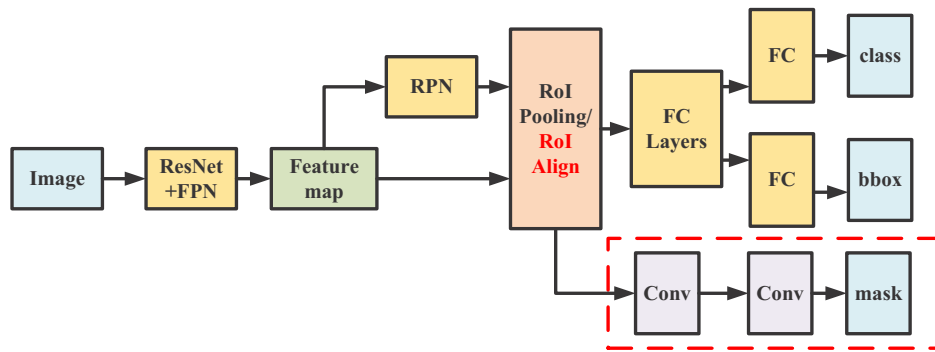 Image
ResNet
+FPN
Feature
map
RPN
RoI
Pooling/
RoI
Align
FC
Layers
FC
class
FC
bbox
Conv
Conv
mask